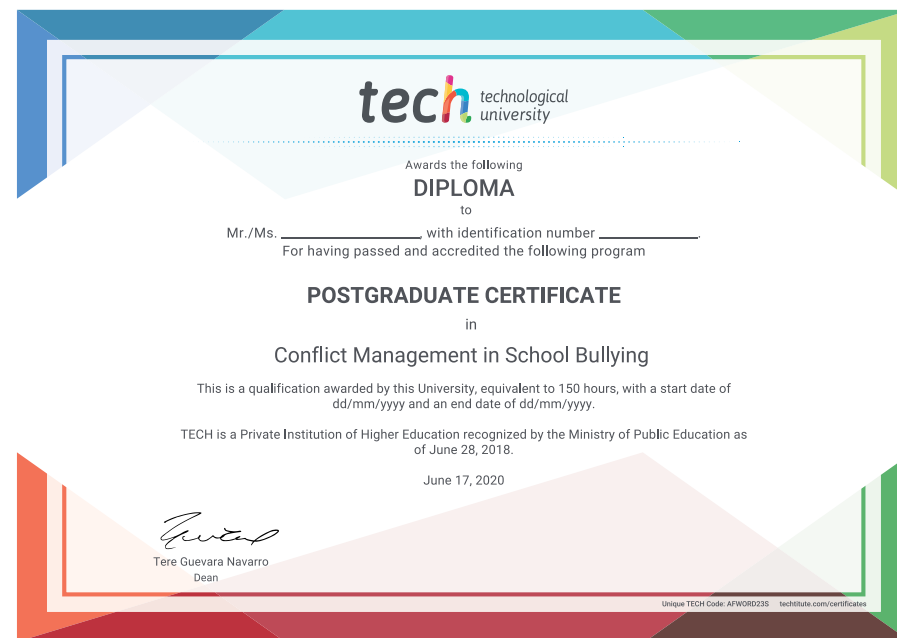 tech technological
university
Awards the following
DIPLOMA
to
Mr./Ms. ____________________, with identification number ______________.
For having passed and accredited the following program
POSTGRADUATE CERTIFICATE
in
Conflict Management in School Bullying
This is a qualification awarded by this University, equivalent to 150 hours, with a start date of
dd/mm/yyyy and an end date of dd/mm/yyyy.
TECH is a Private Institution of Higher Education recognized by the Ministry of Public Education as
of June 28, 2018.
June 17, 2020
Tere Guevara Navarro
Dean
Unique TECH Code: AFWORD23S techtitute.com/certificates